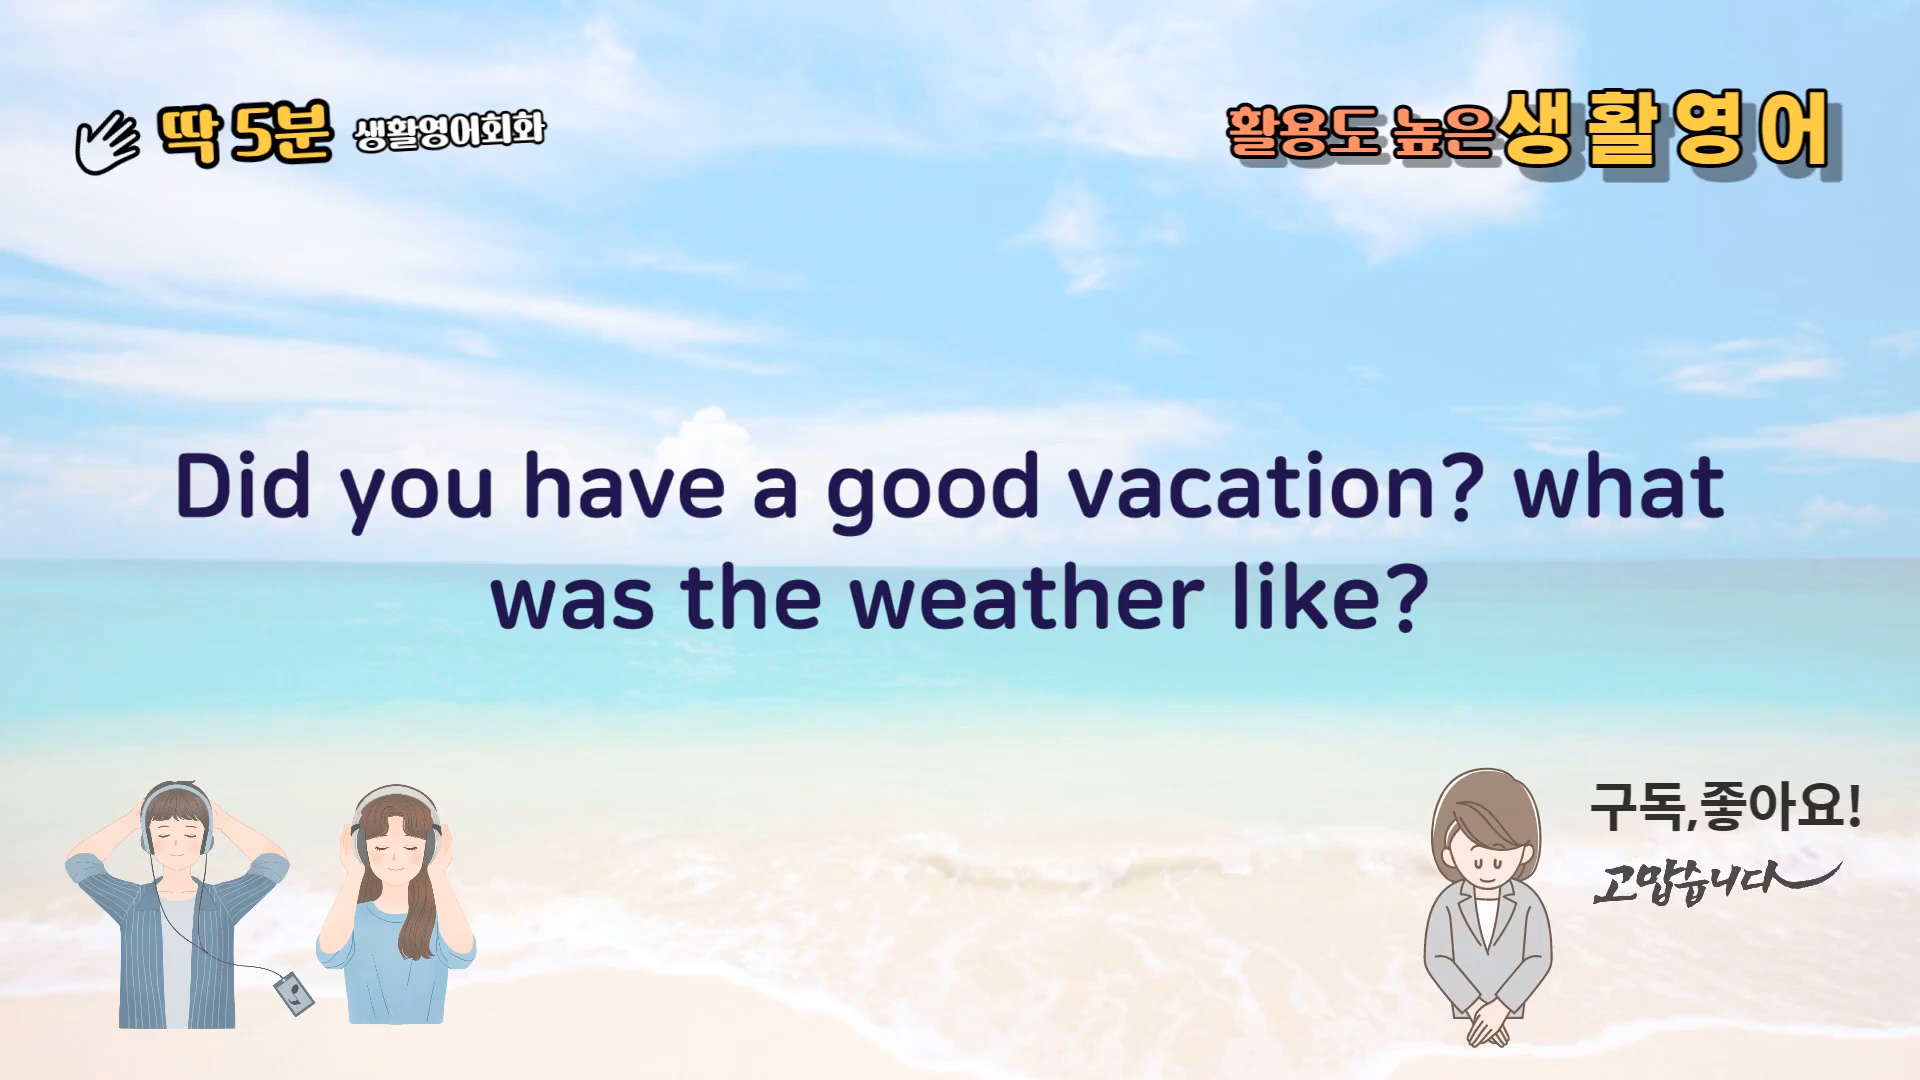 딱 5분 생활영어회화
활용도 높은 생활영어
Did you have a good vacation? what
was the weather like?
구독,좋아요!
고맙습니다